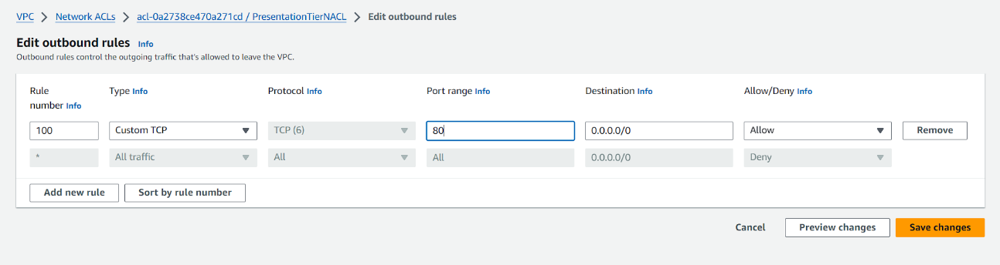 VPC > Network ACLs > acl-0a2738ce470a271cd / PresentationTierNACL > Edit outbound rules
Edit outbound rules Info
Outbound rules control the outgoing traffic that's allowed to leave the VPC.
Rule number Info Type Info Protocol Info Port range Info Destination Info Allow/Deny Info
100 Custom TCP TCP (6) 80 0.0.0.0/0 Allow Remove
* All traffic All All 0.0.0.0/0 Deny
Add new rule Sort by rule number
Cancel Preview changes Save changes